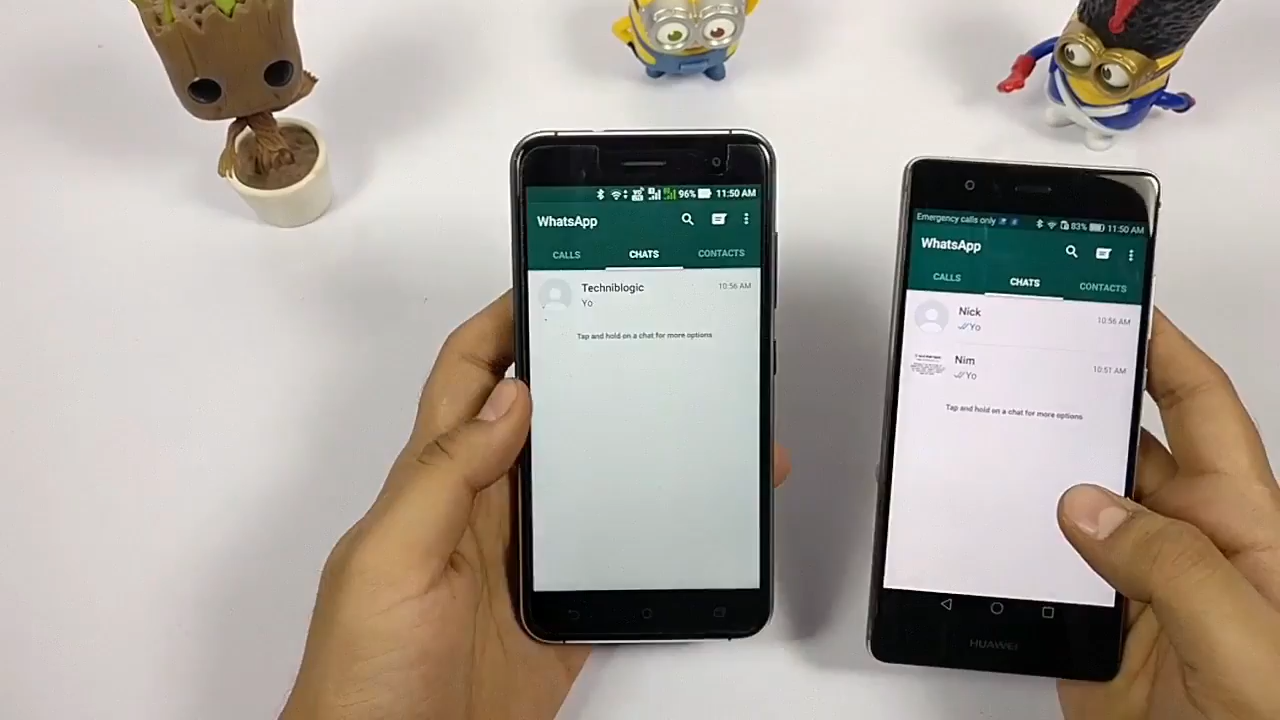 96% 11:50 AM
WhatsApp
CALLS CHATS CONTACTS
Techniblogic 10:56 AM
Yo
Tap and hold on a chat for more options
Emergency calls only 83% 11:50 AM
WhatsApp
CALLS CHATS CONTACTS
Nick 10:56 AM
Yo
Nim 10:51 AM
Yo
Tap and hold on a chat for more options
HUAWEI